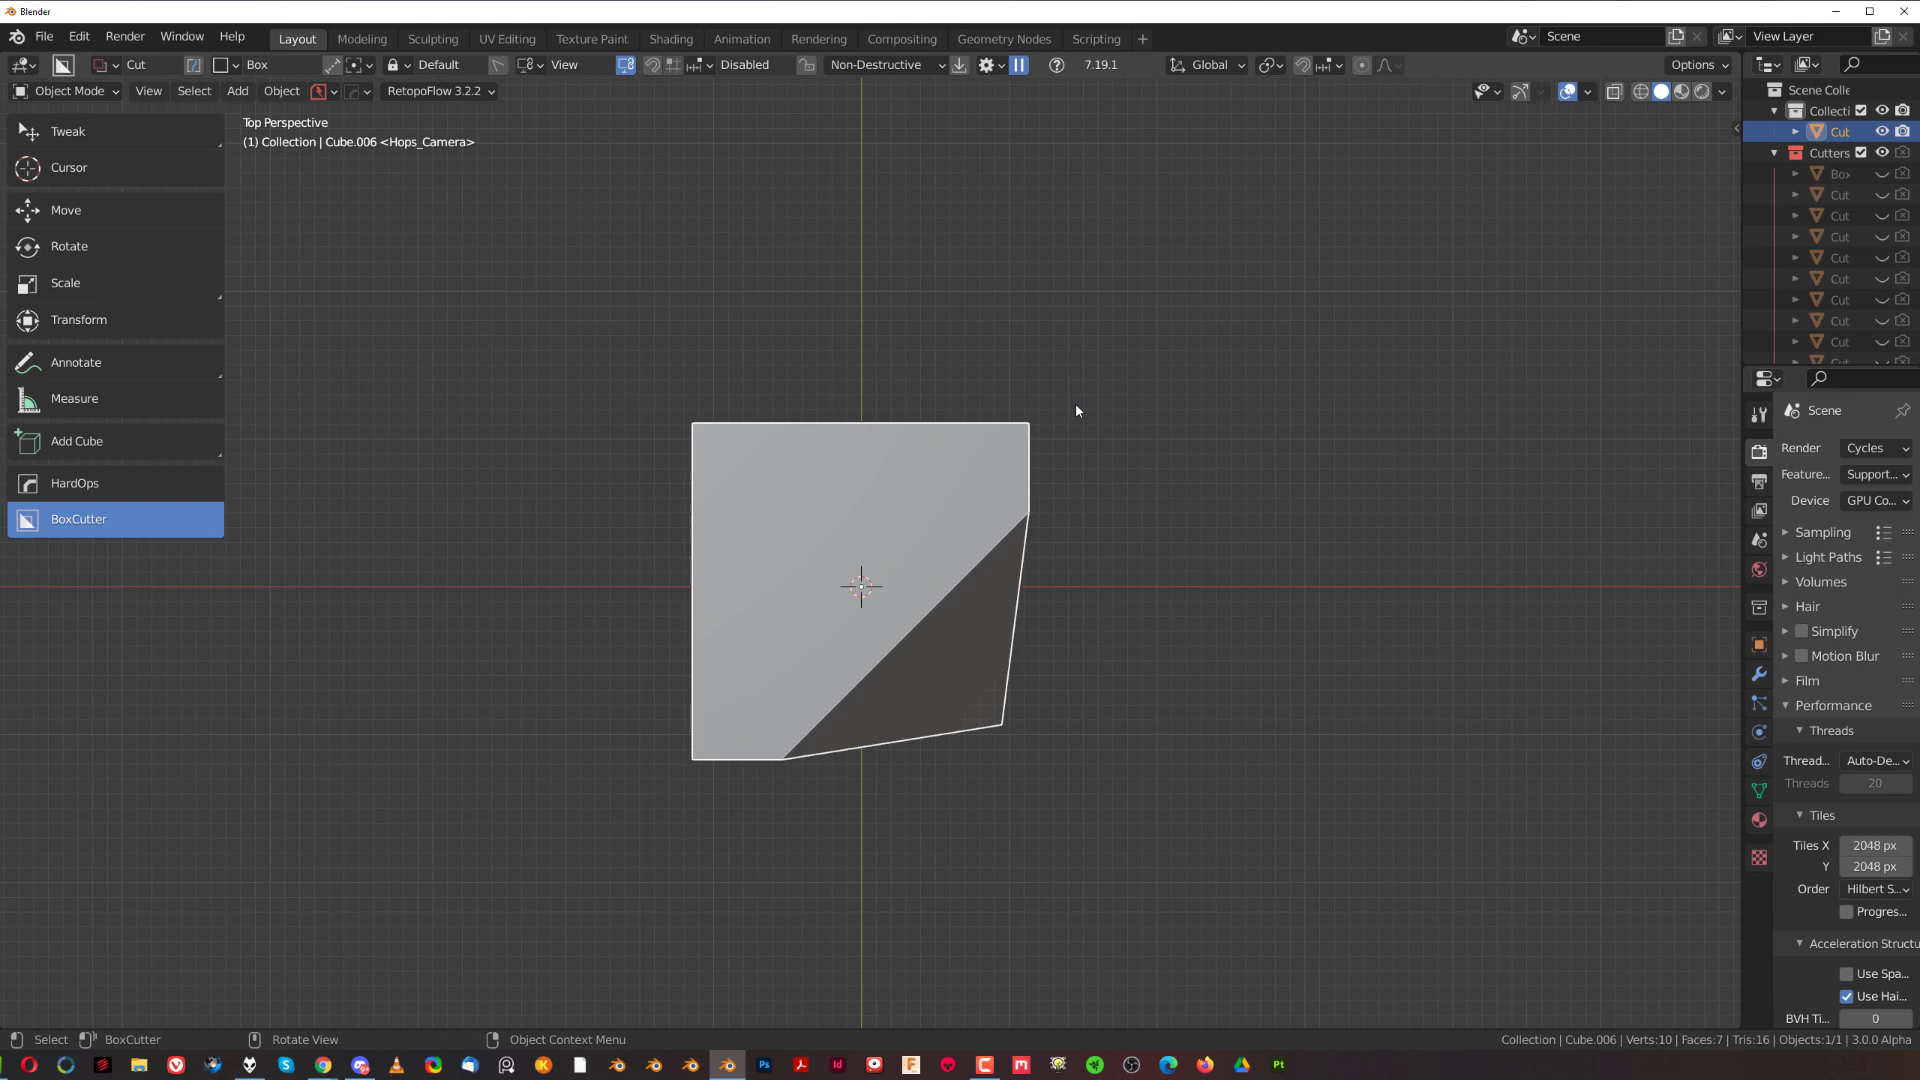 Blender
File Edit Render Window Help Layout Modeling Sculpting UV Editing Texture Paint Shading Animation Rendering Compositing Geometry Nodes Scripting + Scene View Layer
Cut Box Default View Disabled Non-Destructive 7.19.1 Global Options
Object Mode View Select Add Object RetopoFlow 3.2.2
Top Perspective
(1) Collection | Cube.006 <Hops_Camera>
Tweak
Cursor
Move
Rotate
Scale
Transform
Annotate
Measure
Add Cube
HardOps
BoxCutter
Scene Colle
Collecti
Cut
Cutters
Box
Cut
Cut
Cut
Cut
Cut
Cut
Cut
Cut
Cut
Scene
Render Cycles
Feature... Support...
Device GPU Co...
Sampling
Light Paths
Volumes
Hair
Simplify
Motion Blur
Film
Performance
Threads
Thread... Auto-De...
Threads 20
Tiles
Tiles X 2048 px
Y 2048 px
Order Hilbert S...
Progres...
Acceleration Structu
Use Spa...
Use Hai...
BVH Ti... 0
Select BoxCutter Rotate View Object Context Menu Collection | Cube.006 | Verts:10 | Faces:7 | Tris:16 | Objects:1/1 | 3.0.0 Alpha
Ps Id F m Pt